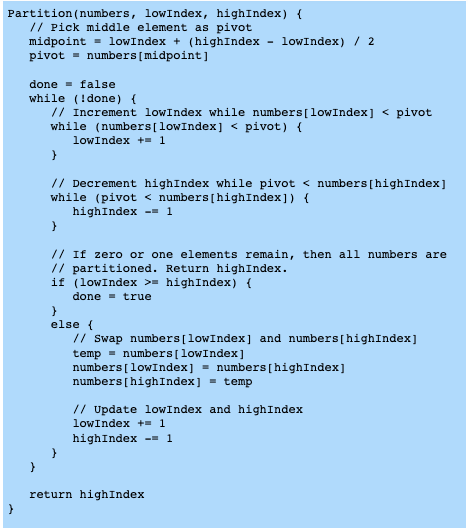 Partition(numbers, lowIndex, highIndex) {
   // Pick middle element as pivot
   midpoint = lowIndex + (highIndex - lowIndex) / 2
   pivot = numbers[midpoint]

   done = false
   while (!done) {
      // Increment lowIndex while numbers[lowIndex] < pivot
      while (numbers[lowIndex] < pivot) {
         lowIndex += 1
      }

      // Decrement highIndex while pivot < numbers[highIndex]
      while (pivot < numbers[highIndex]) {
         highIndex -= 1
      }

      // If zero or one elements remain, then all numbers are
      // partitioned. Return highIndex.
      if (lowIndex >= highIndex) {
         done = true
      }
      else {
         // Swap numbers[lowIndex] and numbers[highIndex]
         temp = numbers[lowIndex]
         numbers[lowIndex] = numbers[highIndex]
         numbers[highIndex] = temp

         // Update lowIndex and highIndex
         lowIndex += 1
         highIndex -= 1
      }
   }

   return highIndex
}